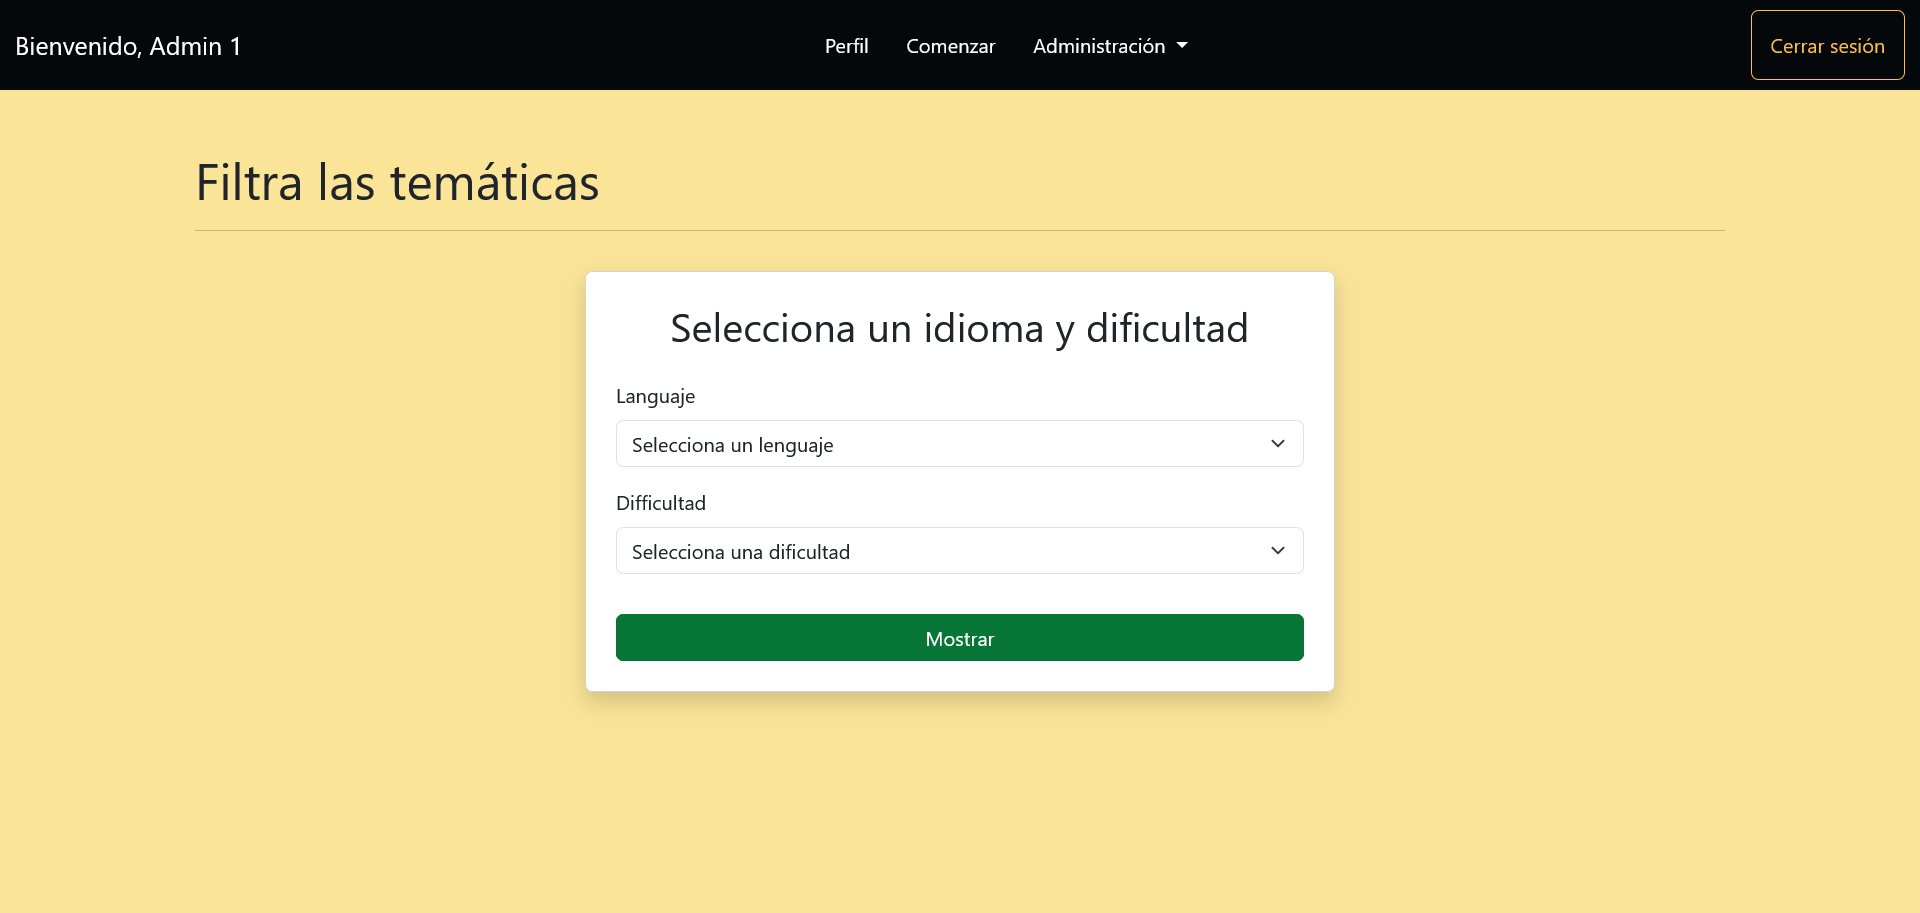 Bienvenido, Admin 1
Perfil
Comenzar
Administración
Cerrar sesión
Filtra las temáticas
Selecciona un idioma y dificultad
Languaje
Selecciona un lenguaje
Difficultad
Selecciona una dificultad
Mostrar